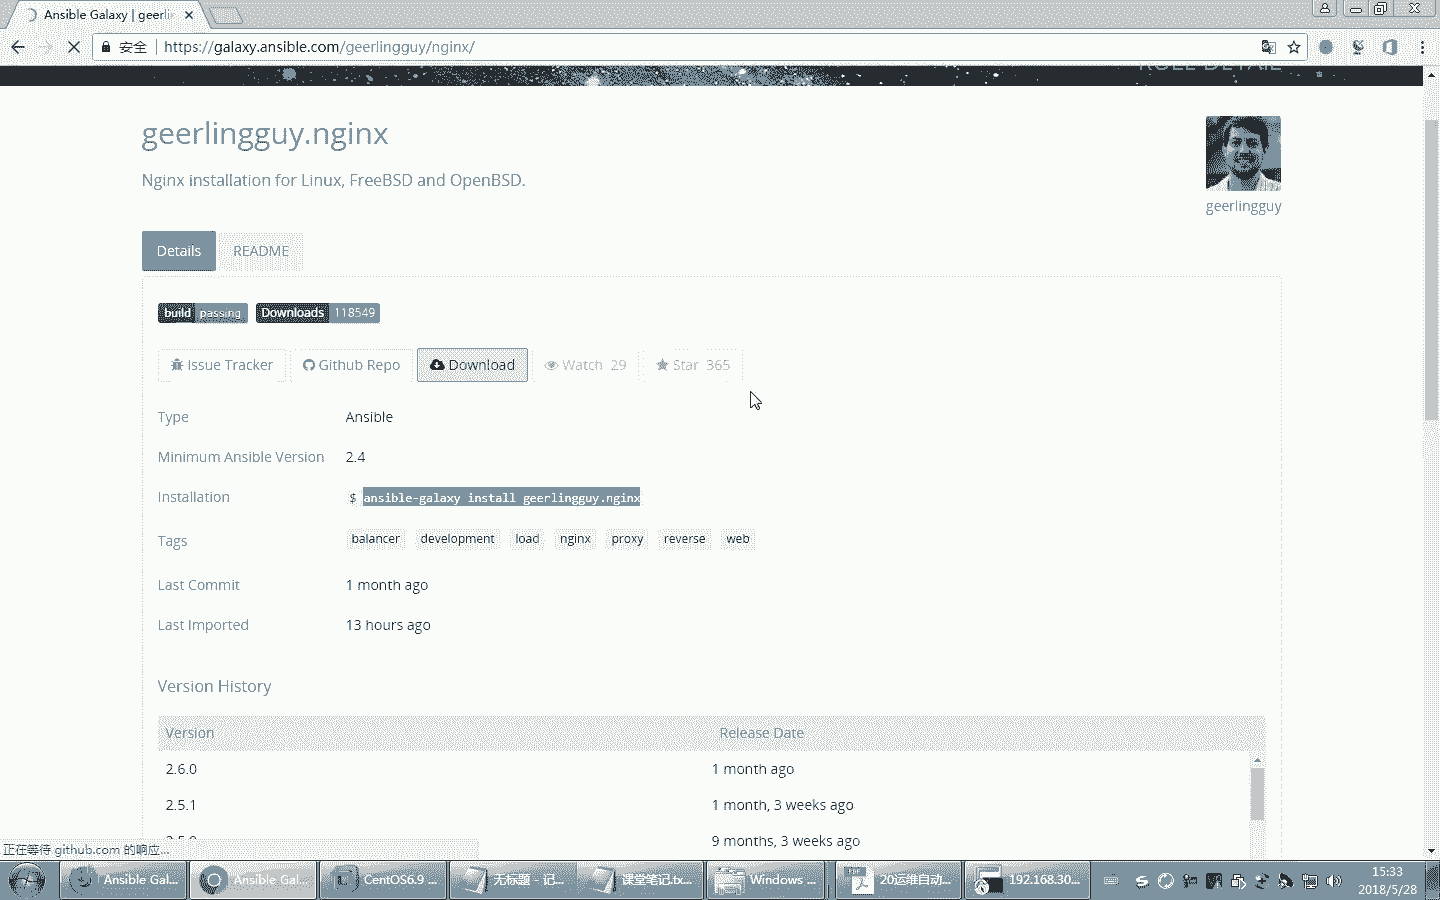 Ansible Galaxy | geerli
安全 https://galaxy.ansible.com/geerlingguy/nginx/
geerlingguy.nginx
Nginx installation for Linux, FreeBSD and OpenBSD.
geerlingguy
Details README
build passing Downloads 118549
Issue Tracker Github Repo Download Watch 29 Star 365
Type Ansible
Minimum Ansible Version 2.4
Installation $ ansible-galaxy install geerlingguy.nginx
Tags balancer development load nginx proxy reverse web
Last Commit 1 month ago
Last Imported 13 hours ago
Version History
Version Release Date
2.6.0 1 month ago
2.5.1 1 month, 3 weeks ago
9 months, 3 weeks ago
正在等待 github.com 的响应...
Ansible Gal... Ansible Gal... CentOS6.9 ... 无标题 - 记... 课堂笔记.tx... Windows ... 20运维自动... 192.168.30... 15:33
2018/5/28